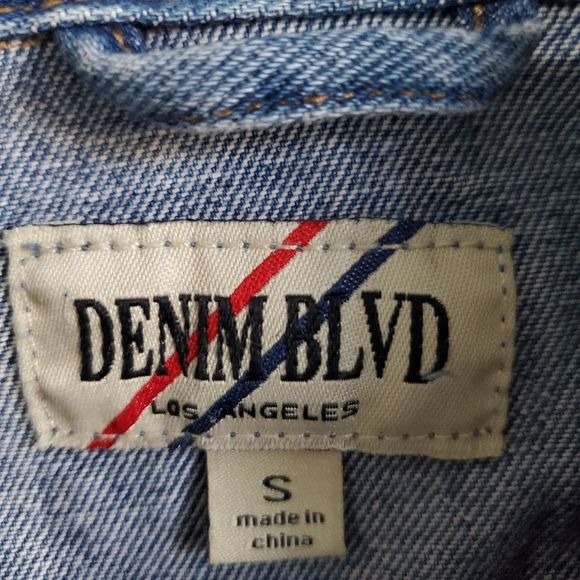 DENIM BLVD
LOS ANGELES
S
made in
china